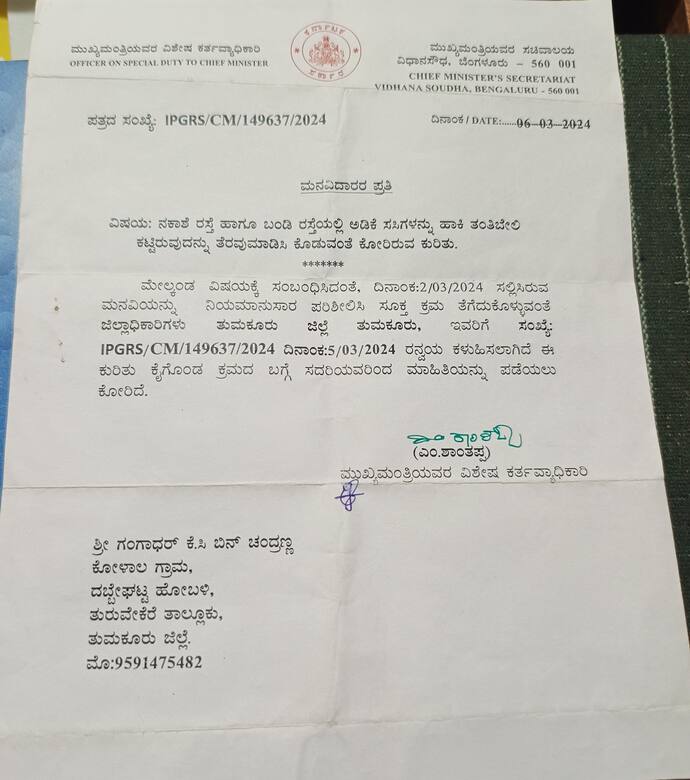 ಮುಖ್ಯಮಂತ್ರಿಯವರ ವಿಶೇಷ ಕರ್ತವ್ಯಾಧಿಕಾರಿ
OFFICER ON SPECIAL DUTY TO CHIEF MINISTER
ಕರ್ನಾಟಕ
ಸರ್ಕಾರ
ಮುಖ್ಯಮಂತ್ರಿಯವರ ಸಚಿವಾಲಯ
ವಿಧಾನಸೌಧ, ಬೆಂಗಳೂರು - 560 001
CHIEF MINISTER'S SECRETARIAT
VIDHANA SOUDHA, BENGALURU - 560 001
ಪತ್ರದ ಸಂಖ್ಯೆ: IPGRS/CM/149637/2024
ದಿನಾಂಕ / DATE:......06-03-2024
ಮನವಿದಾರರ ಪ್ರತಿ
ವಿಷಯ: ನಕಾಶೆ ರಸ್ತೆ ಹಾಗೂ ಬಂಡಿ ರಸ್ತೆಯಲ್ಲಿ ಅಡಿಕೆ ಸಸಿಗಳನ್ನು ಹಾಕಿ ತಂತಿಬೇಲಿ
ಕಟ್ಟಿರುವುದನ್ನು ತೆರವುಮಾಡಿಸಿ ಕೊಡುವಂತೆ ಕೋರಿರುವ ಕುರಿತು.
*******
ಮೇಲ್ಕಂಡ ವಿಷಯಕ್ಕೆ ಸಂಬಂಧಿಸಿದಂತೆ, ದಿನಾಂಕ:2/03/2024 ಸಲ್ಲಿಸಿರುವ
ಮನವಿಯನ್ನು ನಿಯಮಾನುಸಾರ ಪರಿಶೀಲಿಸಿ ಸೂಕ್ತ ಕ್ರಮ ತೆಗೆದುಕೊಳ್ಳುವಂತೆ
ಜಿಲ್ಲಾಧಿಕಾರಿಗಳು ತುಮಕೂರು ಜಿಲ್ಲೆ ತುಮಕೂರು, ಇವರಿಗೆ ಸಂಖ್ಯೆ:
IPGRS/CM/149637/2024 ದಿನಾಂಕ:5/03/2024 ರನ್ವಯ ಕಳುಹಿಸಲಾಗಿದೆ ಈ
ಕುರಿತು ಕೈಗೊಂಡ ಕ್ರಮದ ಬಗ್ಗೆ ಸದರಿಯವರಿಂದ ಮಾಹಿತಿಯನ್ನು ಪಡೆಯಲು
ಕೋರಿದೆ.
(ಎಂ.ಶಾಂತಪ್ಪ)
ಮುಖ್ಯಮಂತ್ರಿಯವರ ವಿಶೇಷ ಕರ್ತವ್ಯಾಧಿಕಾರಿ
ಶ್ರೀ ಗಂಗಾಧರ್ ಕೆ.ಸಿ ಬಿನ್ ಚಂದ್ರಣ್ಣ
ಕೋಳಾಲ ಗ್ರಾಮ,
ದಬ್ಬೇಘಟ್ಟ ಹೋಬಳಿ,
ತುರುವೇಕೆರೆ ತಾಲ್ಲೂಕು,
ತುಮಕೂರು ಜಿಲ್ಲೆ.
ಮೊ:9591475482